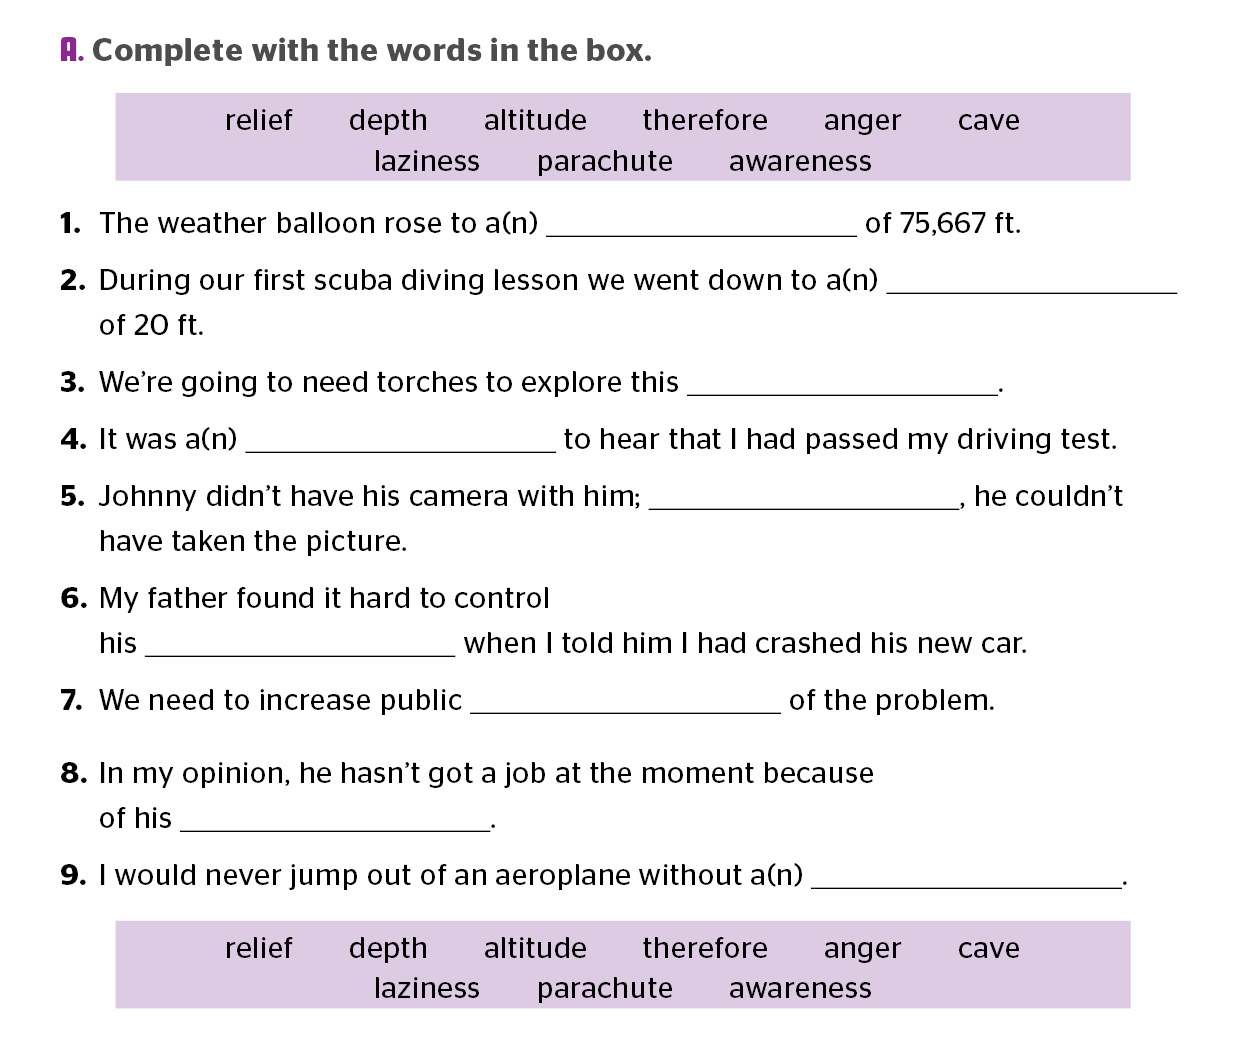 A. Complete with the words in the box.
relief depth altitude therefore anger cave
laziness parachute awareness
1. The weather balloon rose to a(n) ____________________ of 75,667 ft.
2. During our first scuba diving lesson we went down to a(n) ____________________
of 20 ft.
3. We’re going to need torches to explore this ____________________.
4. It was a(n) ____________________ to hear that I had passed my driving test.
5. Johnny didn’t have his camera with him; ____________________, he couldn’t
have taken the picture.
6. My father found it hard to control
his ____________________ when I told him I had crashed his new car.
7. We need to increase public ____________________ of the problem.
8. In my opinion, he hasn’t got a job at the moment because
of his ____________________.
9. I would never jump out of an aeroplane without a(n) ____________________.
relief depth altitude therefore anger cave
laziness parachute awareness